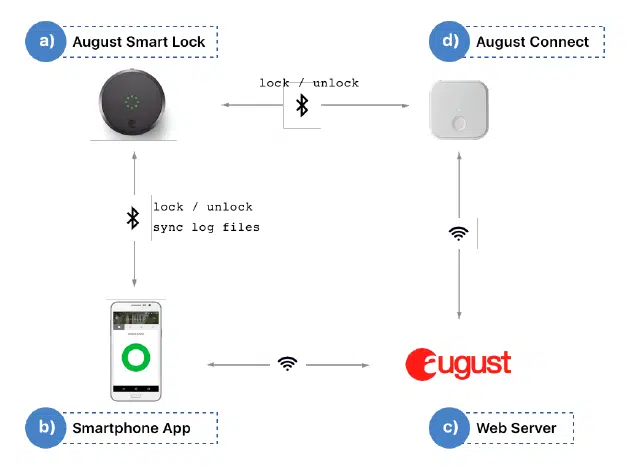 a) August Smart Lock
d) August Connect
lock / unlock
lock / unlock
sync log files
august
b) Smartphone App
c) Web Server